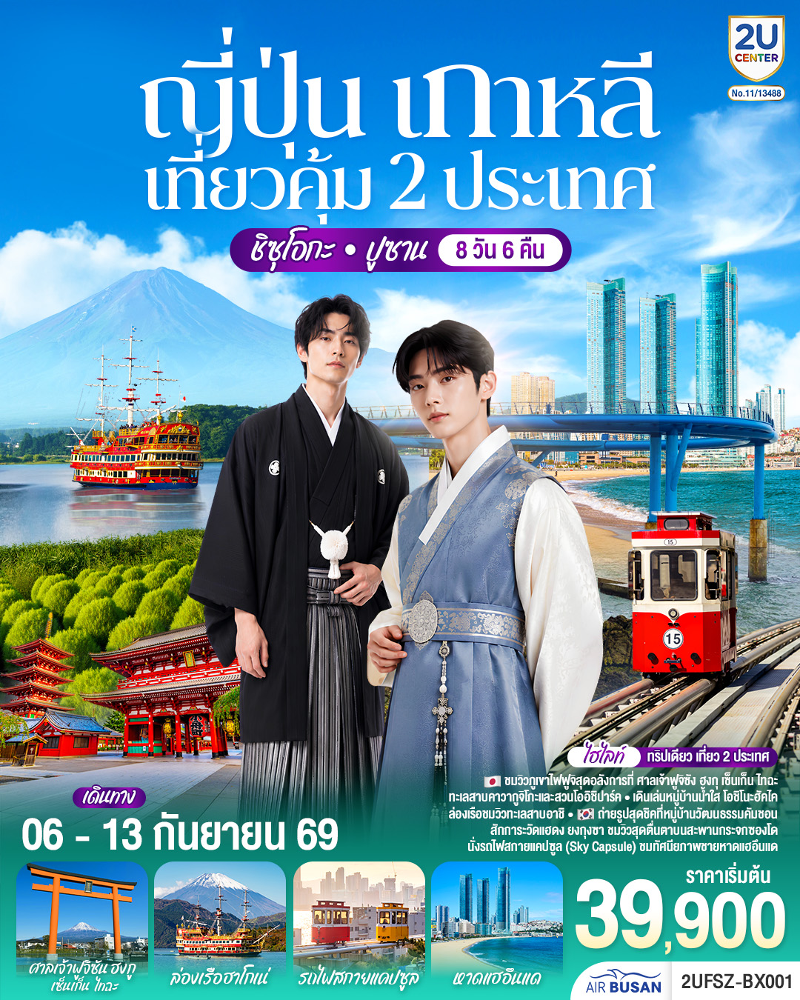 2U
CENTER
No.11/13488
ญี่ปุ่น เกาหลี
เที่ยวคุ้ม 2 ประเทศ
ชิซุโอกะ • ปูซาน 8 วัน 6 คืน
15
15
ไฮไลท์ ทริปเดียว เที่ยว 2 ประเทศ
ชมวิวภูเขาไฟฟูจิสุดอลังการที่ ศาลเจ้าฟูจิซัง ฮงกุ เซ็นเก็น ไทฉะ
ทะเลสาบคาวากูจิโกะและสวนโออิชิปาร์ค • เดินเล่นหมู่บ้านน้ำใส โอชิโนะฮัคไค
ล่องเรือชมวิวทะเลสาบอาชิ • ถ่ายรูปสุดชิคที่หมู่บ้านวัฒนธรรมคัมชอน
สักการะวัดแฮดง ยงกุงซา ชมวิวสุดตื่นตาบนสะพานกระจกซองโด
นั่งรถไฟสกายแคปซูล (Sky Capsule) ชมทัศนียภาพชายหาดแฮอึนแด
เดินทาง
06 - 13 กันยายน 69
ศาลเจ้าฟูจิซัน ฮงกุ
เซ็นเก็น ไทฉะ
ล่องเรือฮาโกเน่
รถไฟสกายแคปซูล
หาดแฮอึนแด
ราคาเริ่มต้น
39,900
AIR BUSAN
2UFSZ-BX001